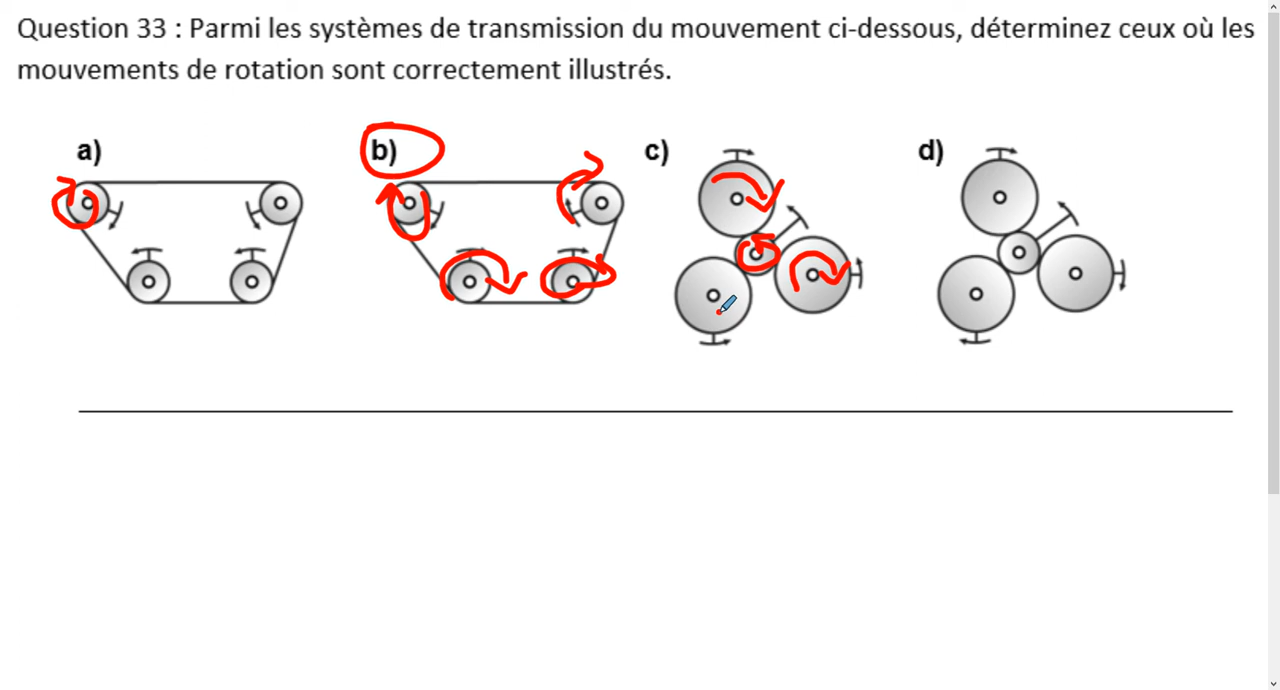 Question 33 : Parmi les systèmes de transmission du mouvement ci-dessous, déterminez ceux où les
mouvements de rotation sont correctement illustrés.
a) b) c) d)